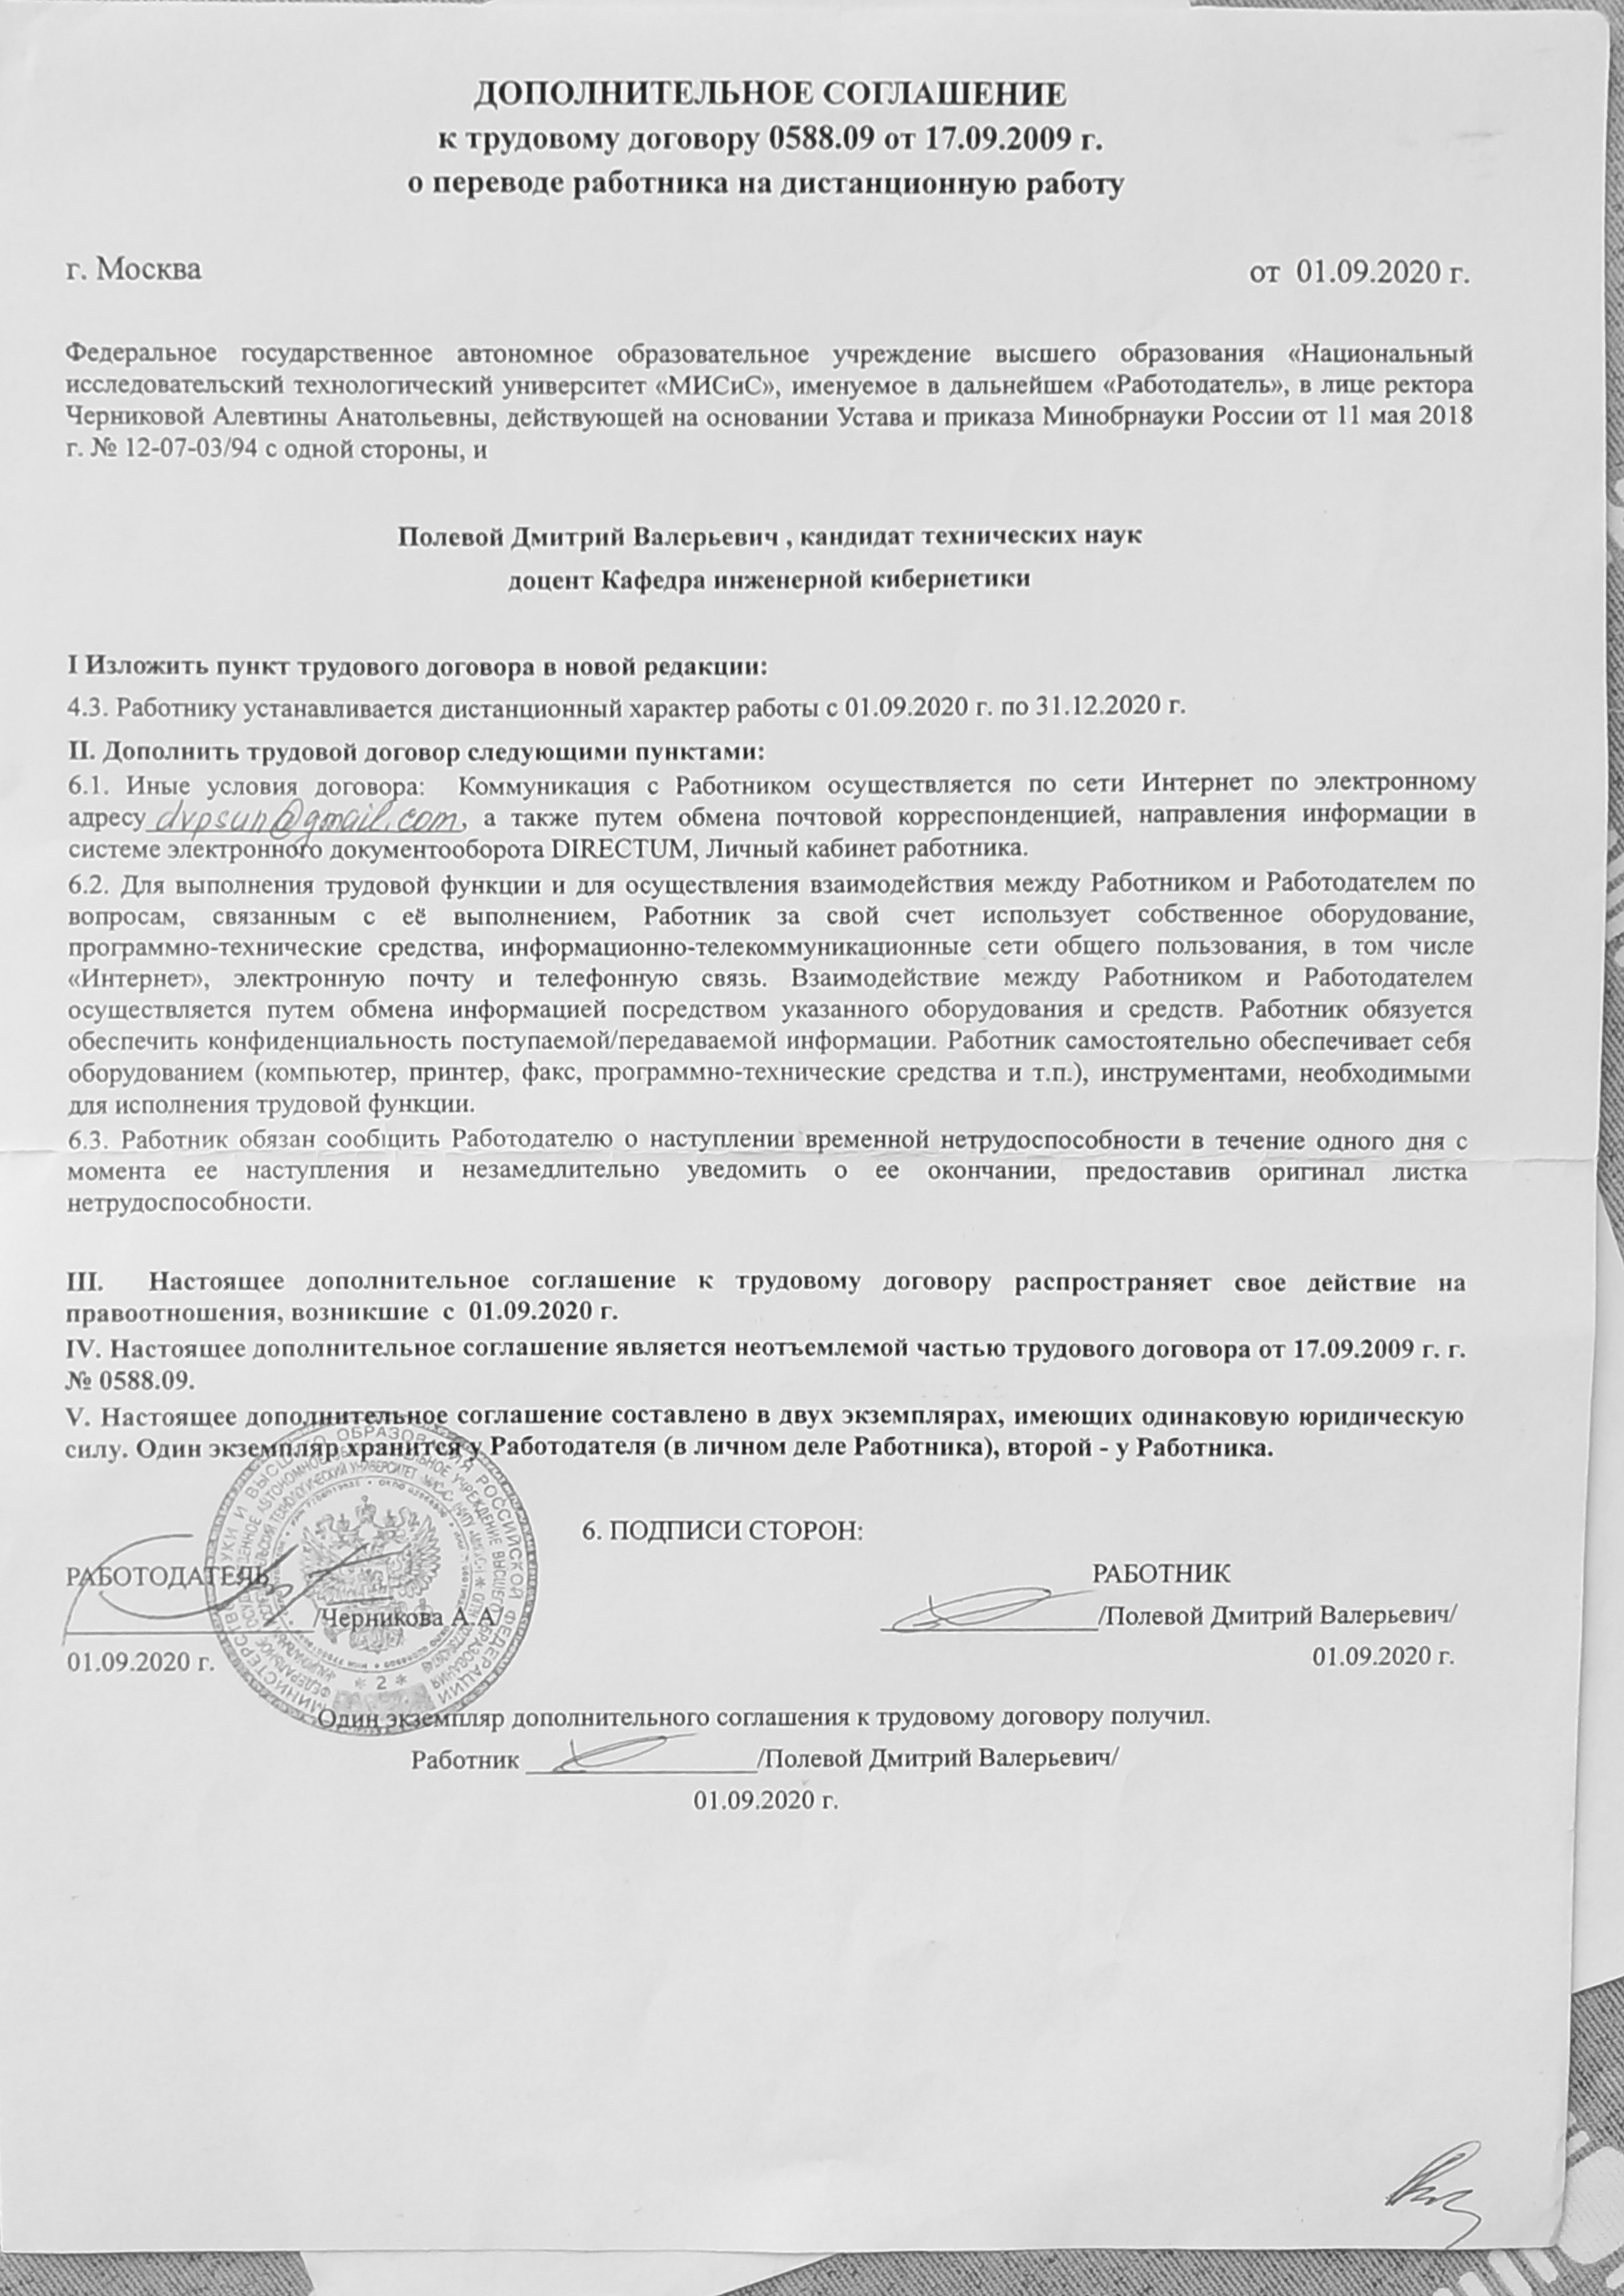 ДОПОЛНИТЕЛЬНОЕ СОГЛАШЕНИЕ
к трудовому договору 0588.09 от 17.09.2009 г.
о переводе работника на дистанционную работу
г. Москва от 01.09.2020 г.
Федеральное государственное автономное образовательное учреждение высшего образования «Национальный
исследовательский технологический университет «МИСиС», именуемое в дальнейшем «Работодатель», в лице ректора
Черниковой Алевтины Анатольевны, действующей на основании Устава и приказа Минобрнауки России от 11 мая 2018
г. № 12-07-03/94 с одной стороны, и
Полевой Дмитрий Валерьевич , кандидат технических наук
доцент Кафедра инженерной кибернетики
I Изложить пункт трудового договора в новой редакции:
4.3. Работнику устанавливается дистанционный характер работы с 01.09.2020 г. по 31.12.2020 г.
II. Дополнить трудовой договор следующими пунктами:
6.1. Иные условия договора: Коммуникация с Работником осуществляется по сети Интернет по электронному
адресу dvpsun@gmail.com, а также путем обмена почтовой корреспонденцией, направления информации в
системе электронного документооборота DIRECTUM, Личный кабинет работника.
6.2. Для выполнения трудовой функции и для осуществления взаимодействия между Работником и Работодателем по
вопросам, связанным с её выполнением, Работник за свой счет использует собственное оборудование,
программно-технические средства, информационно-телекоммуникационные сети общего пользования, в том числе
«Интернет», электронную почту и телефонную связь. Взаимодействие между Работником и Работодателем
осуществляется путем обмена информацией посредством указанного оборудования и средств. Работник обязуется
обеспечить конфиденциальность поступаемой/передаваемой информации. Работник самостоятельно обеспечивает себя
оборудованием (компьютер, принтер, факс, программно-технические средства и т.п.), инструментами, необходимыми
для исполнения трудовой функции.
6.3. Работник обязан сообщить Работодателю о наступлении временной нетрудоспособности в течение одного дня с
момента ее наступления и незамедлительно уведомить о ее окончании, предоставив оригинал листка
нетрудоспособности.
III. Настоящее дополнительное соглашение к трудовому договору распространяет свое действие на
правоотношения, возникшие с 01.09.2020 г.
IV. Настоящее дополнительное соглашение является неотъемлемой частью трудового договора от 17.09.2009 г. г.
№ 0588.09.
V. Настоящее дополнительное соглашение составлено в двух экземплярах, имеющих одинаковую юридическую
силу. Один экземпляр хранится у Работодателя (в личном деле Работника), второй - у Работника.
6. ПОДПИСИ СТОРОН:
РАБОТОДАТЕЛЬ РАБОТНИК
/Черникова А.А/ /Полевой Дмитрий Валерьевич/
01.09.2020 г. 01.09.2020 г.
Один экземпляр дополнительного соглашения к трудовому договору получил.
Работник /Полевой Дмитрий Валерьевич/
01.09.2020 г.